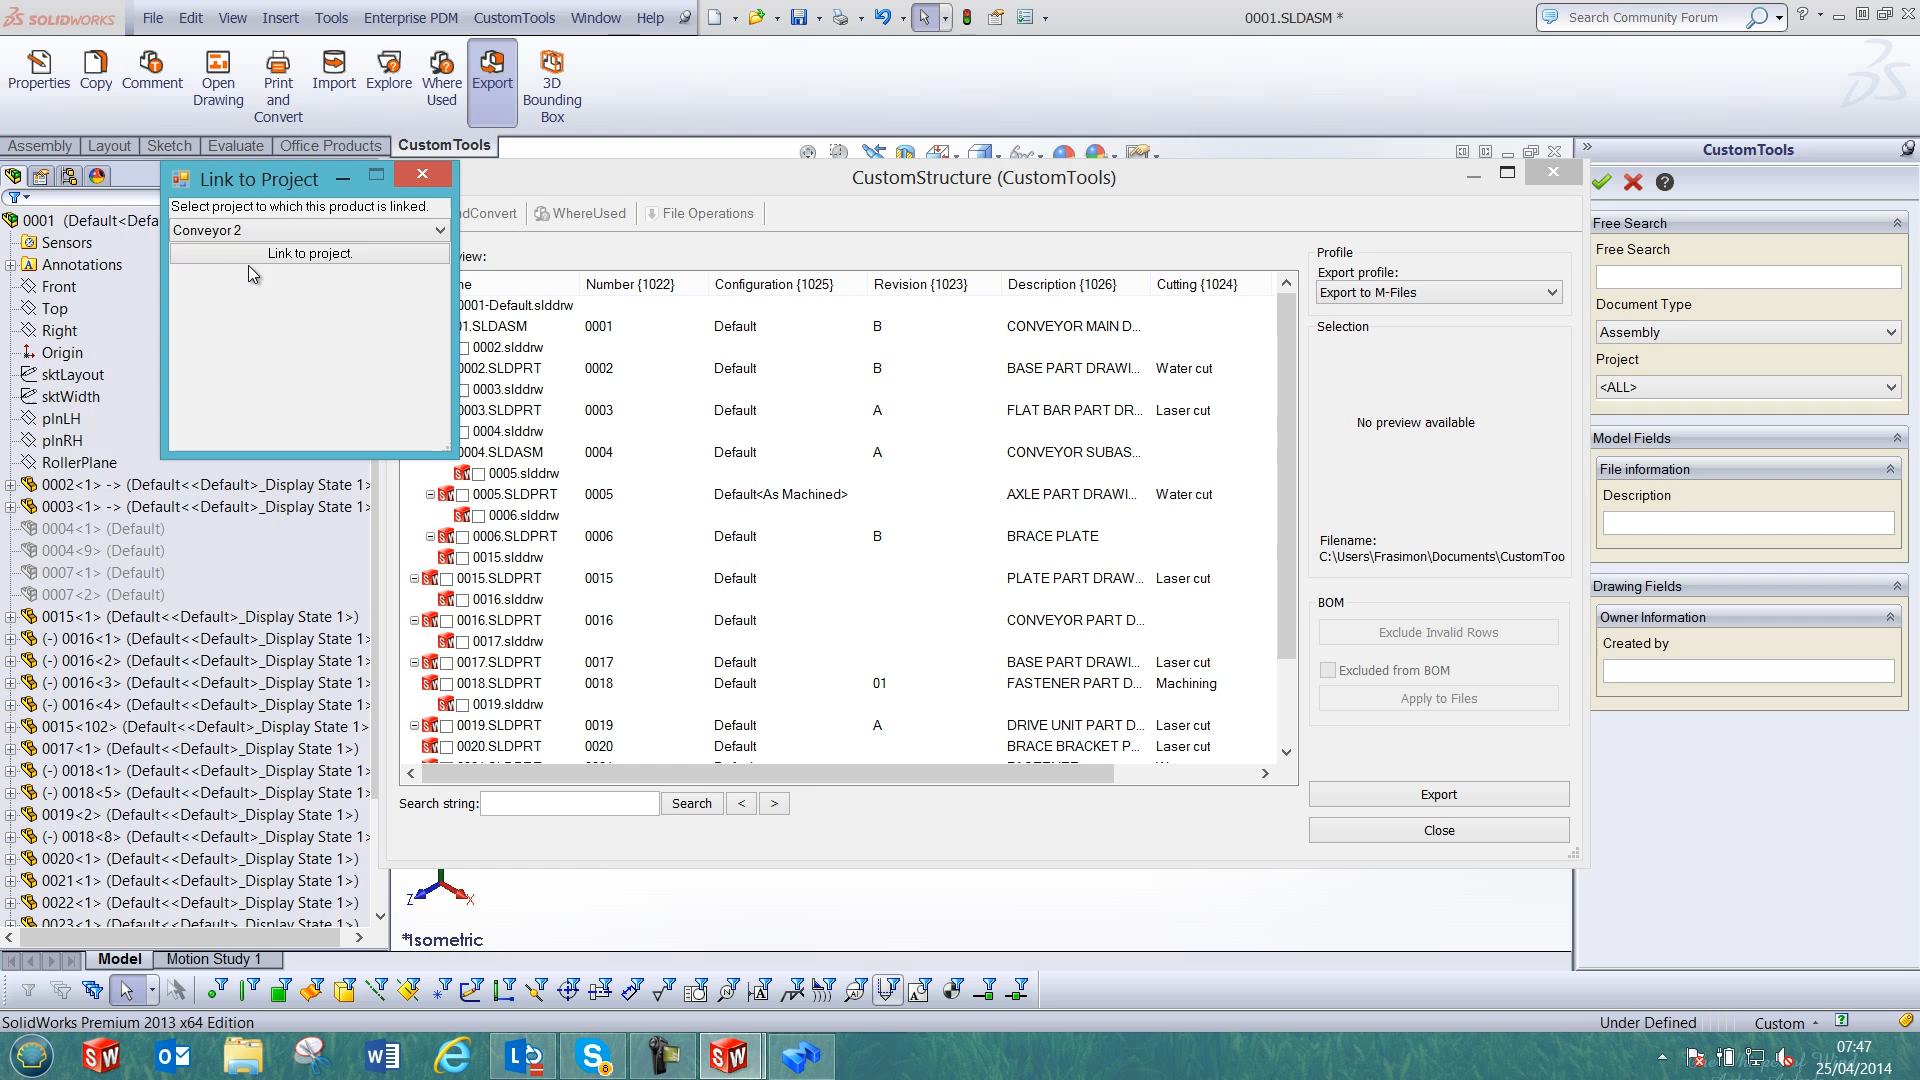 SOLIDWORKS File Edit View Insert Tools Enterprise PDM CustomTools Window Help 0001.SLDASM * Search Community Forum
Properties Copy Comment Open Drawing Print and Convert Import Explore Where Used Export 3D Bounding Box
Assembly Layout Sketch Evaluate Office Products CustomTools
CustomTools
Link to Project
Select project to which this product is linked.
Conveyor 2
Link to project.
CustomStructure (CustomTools)
dConvert WhereUsed File Operations
iew:
me Number {1022} Configuration {1025} Revision {1023} Description {1026} Cutting {1024}
0001-Default.slddrw
01.SLDASM 0001 Default B CONVEYOR MAIN D...
0002.slddrw
0002.SLDPRT 0002 Default B BASE PART DRAWI... Water cut
0003.slddrw
0003.SLDPRT 0003 Default A FLAT BAR PART DR... Laser cut
0004.slddrw
0004.SLDASM 0004 Default A CONVEYOR SUBAS...
0005.slddrw
0005.SLDPRT 0005 Default<As Machined> AXLE PART DRAWI... Water cut
0006.slddrw
0006.SLDPRT 0006 Default B BRACE PLATE
0015.slddrw
0015.SLDPRT 0015 Default PLATE PART DRAW... Laser cut
0016.slddrw
0016.SLDPRT 0016 Default CONVEYOR PART D...
0017.slddrw
0017.SLDPRT 0017 Default BASE PART DRAWI... Laser cut
0018.SLDPRT 0018 Default 01 FASTENER PART D... Machining
0019.slddrw
0019.SLDPRT 0019 Default A DRIVE UNIT PART D... Laser cut
0020.SLDPRT 0020 Default BRACE BRACKET P... Laser cut
Search string: Search < >
Profile
Export profile:
Export to M-Files
Selection
No preview available
Filename:
C:\Users\Frasimon\Documents\CustomToo
BOM
Exclude Invalid Rows
Excluded from BOM
Apply to Files
Export
Close
0001 (Default<Defa
Sensors
Annotations
Front
Top
Right
Origin
sktLayout
sktWidth
plnLH
plnRH
RollerPlane
0002<1> -> (Default<<Default>_Display State 1>
0003<1> -> (Default<<Default>_Display State 1>
0004<1> (Default)
0004<9> (Default)
0007<1> (Default)
0007<2> (Default)
0015<1> (Default<<Default>_Display State 1>)
(-) 0016<1> (Default<<Default>_Display State 1>
(-) 0016<2> (Default<<Default>_Display State 1>
(-) 0016<3> (Default<<Default>_Display State 1>
(-) 0016<4> (Default<<Default>_Display State 1>
0015<102> (Default<<Default>_Display State 1>
0017<1> (Default<<Default>_Display State 1>)
(-) 0018<1> (Default<<Default>_Display State 1>
(-) 0018<5> (Default<<Default>_Display State 1>
0019<2> (Default<<Default>_Display State 1>)
(-) 0018<8> (Default<<Default>_Display State 1>
0020<1> (Default<<Default>_Display State 1>)
0021<1> (Default<<Default>_Display State 1>)
0022<1> (Default<<Default>_Display State 1>)
0023<1> (Default<<Default>_Display State 1>)
Free Search
Free Search
Document Type
Assembly
Project
<ALL>
Model Fields
File information
Description
Drawing Fields
Owner Information
Created by
Z X
*Isometric
Model Motion Study 1
SolidWorks Premium 2013 x64 Edition Under Defined Custom
07:47
25/04/2014